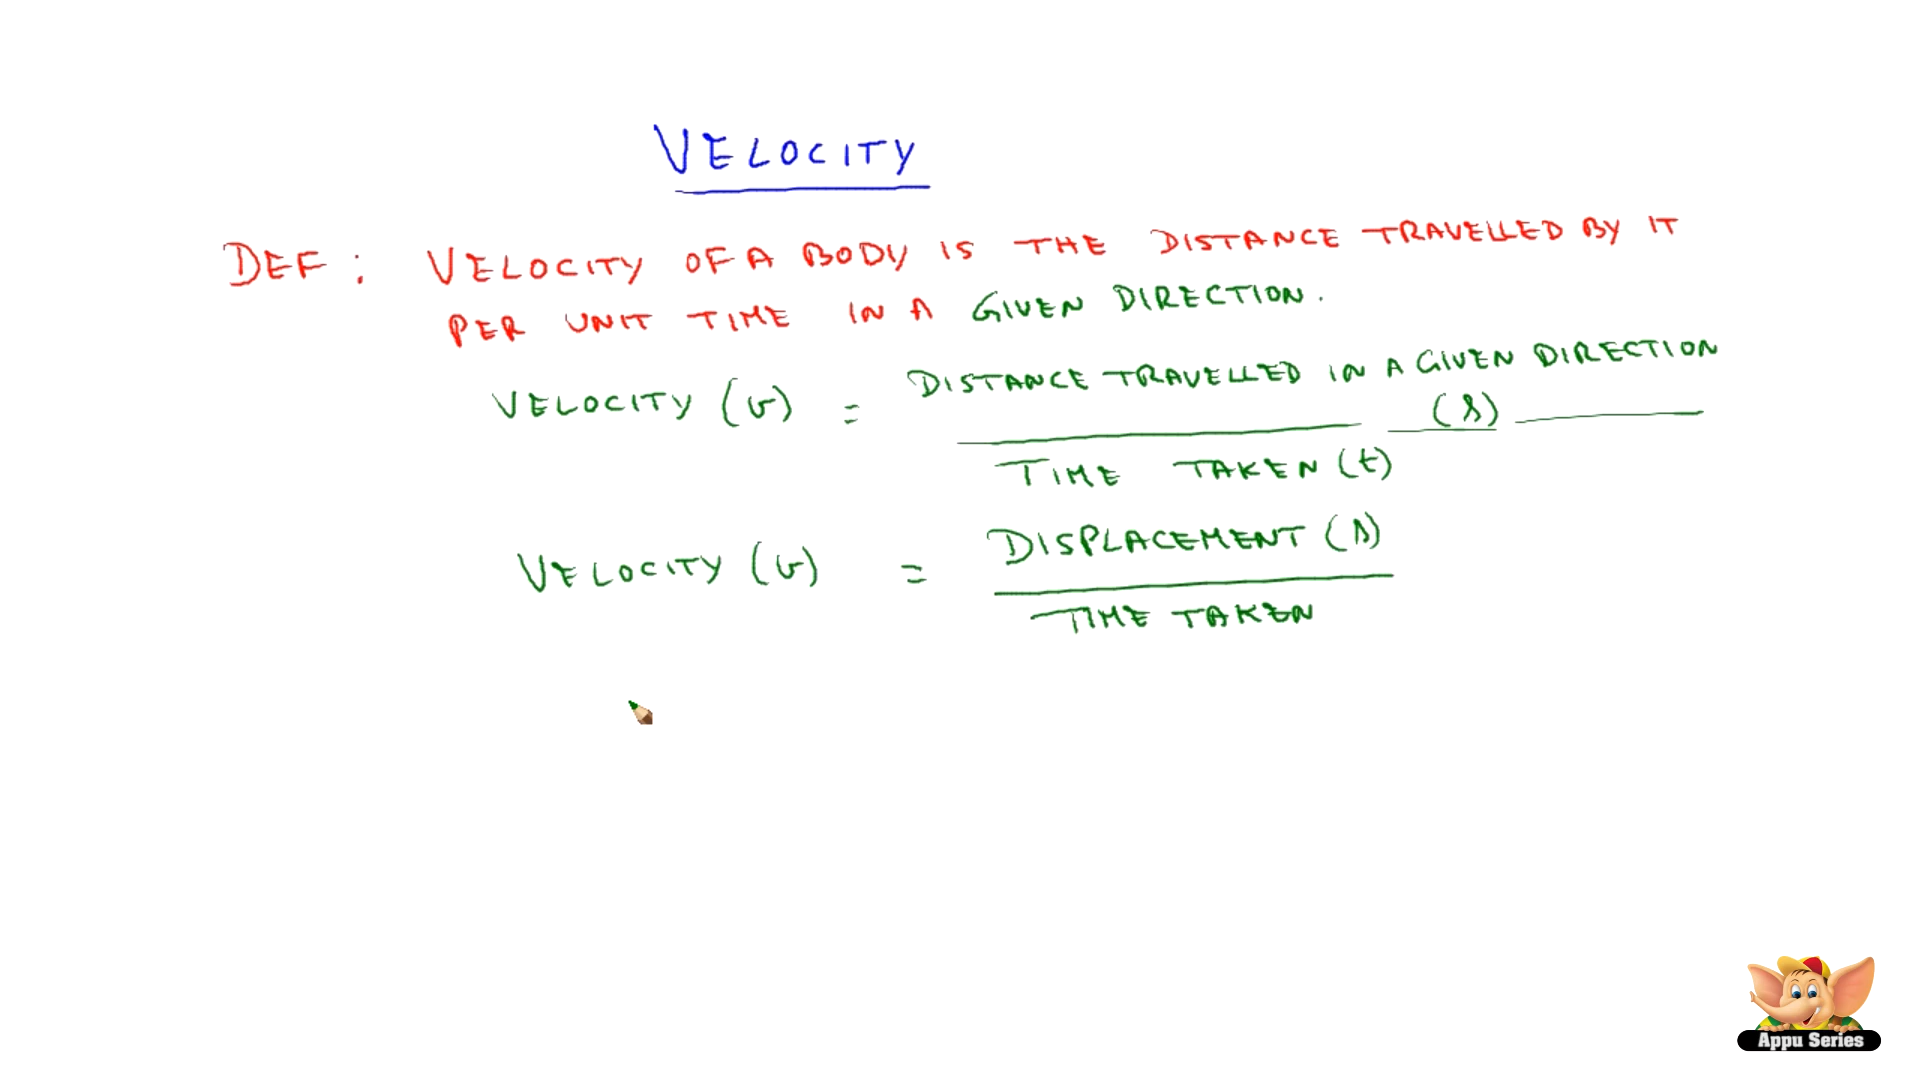 VELOCITY
DEF: VELOCITY OF A BODY IS THE DISTANCE TRAVELLED BY IT
PER UNIT TIME IN A GIVEN DIRECTION.
DISTANCE TRAVELLED IN A GIVEN DIRECTION
VELOCITY (v) = (s)
TIME TAKEN (t)
DISPLACEMENT (s)
VELOCITY (v) =
TIME TAKEN
Appu Series